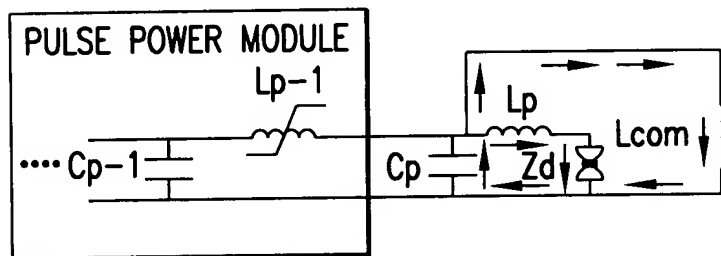 PULSE POWER MODULE
Lp-1
Lp
Lcom
Cp-1
Cp
Zd